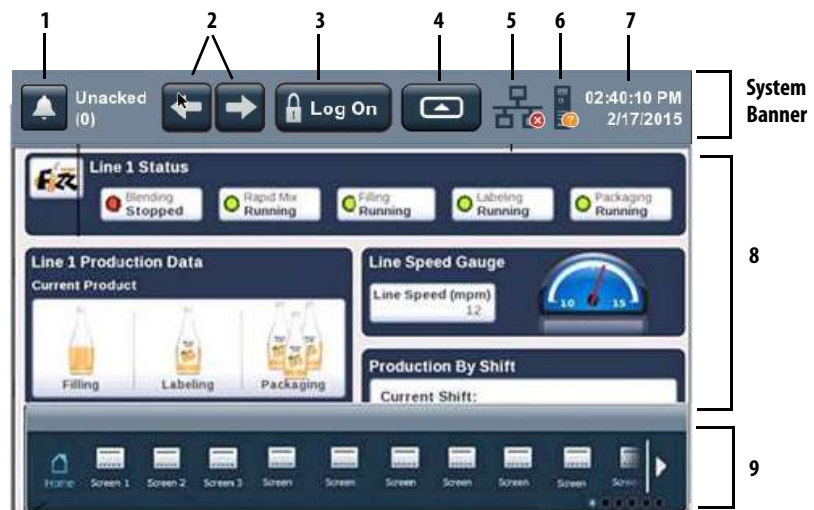 1 2 3 4 5 6 7
Unacked
(0)
Log On
02:40:10 PM
2/17/2015
System
Banner
Line 1 Status
Blending
Stopped
Rapid Mix
Running
Filling
Running
Labeling
Running
Packaging
Running
8
Line 1 Production Data
Current Product
Filling
Labeling
Packaging
Line Speed Gauge
Line Speed (mpm)
12
10 15
Production By Shift
Current Shift:
Home
Screen 1
Screen 2
Screen 3
Screen
Screen
Screen
Screen
Screen
Screen
9